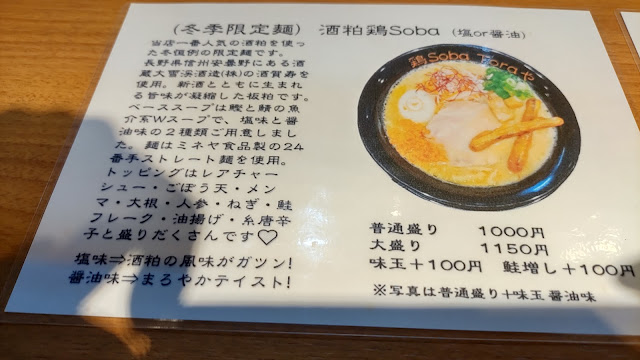 (冬季限定麺) 酒粕鶏Soba (塩or醤油)
当店一番人気の酒粕を使っ
た冬恒例の限定麺です。
長野県信州安曇野にある酒
蔵大雪渓酒造(株)の酒質寿を
使用。新酒とともに生まれ
る旨味が凝縮した板粕です。
ベーススープは鰹と鯖の魚
介系Wスープで、塩味と醤
油味の2種類ご用意しまし
た。麺はミネヤ食品製の24
番手ストレート麺を使用。
トッピングはレアチャー
シュー・ごぼう天・メン
マ・大根・人参・ねぎ・鮭
フレーク・油揚げ・糸唐辛
子と盛りだくさんです♡
塩味⇒酒粕の風味がガツン!
醤油味⇒まろやかテイスト!
鶏Soba Toraや
普通盛り 1000円
大盛り 1150円
味玉+100円 鮭増し+100円
※写真は普通盛り+味玉 醤油味